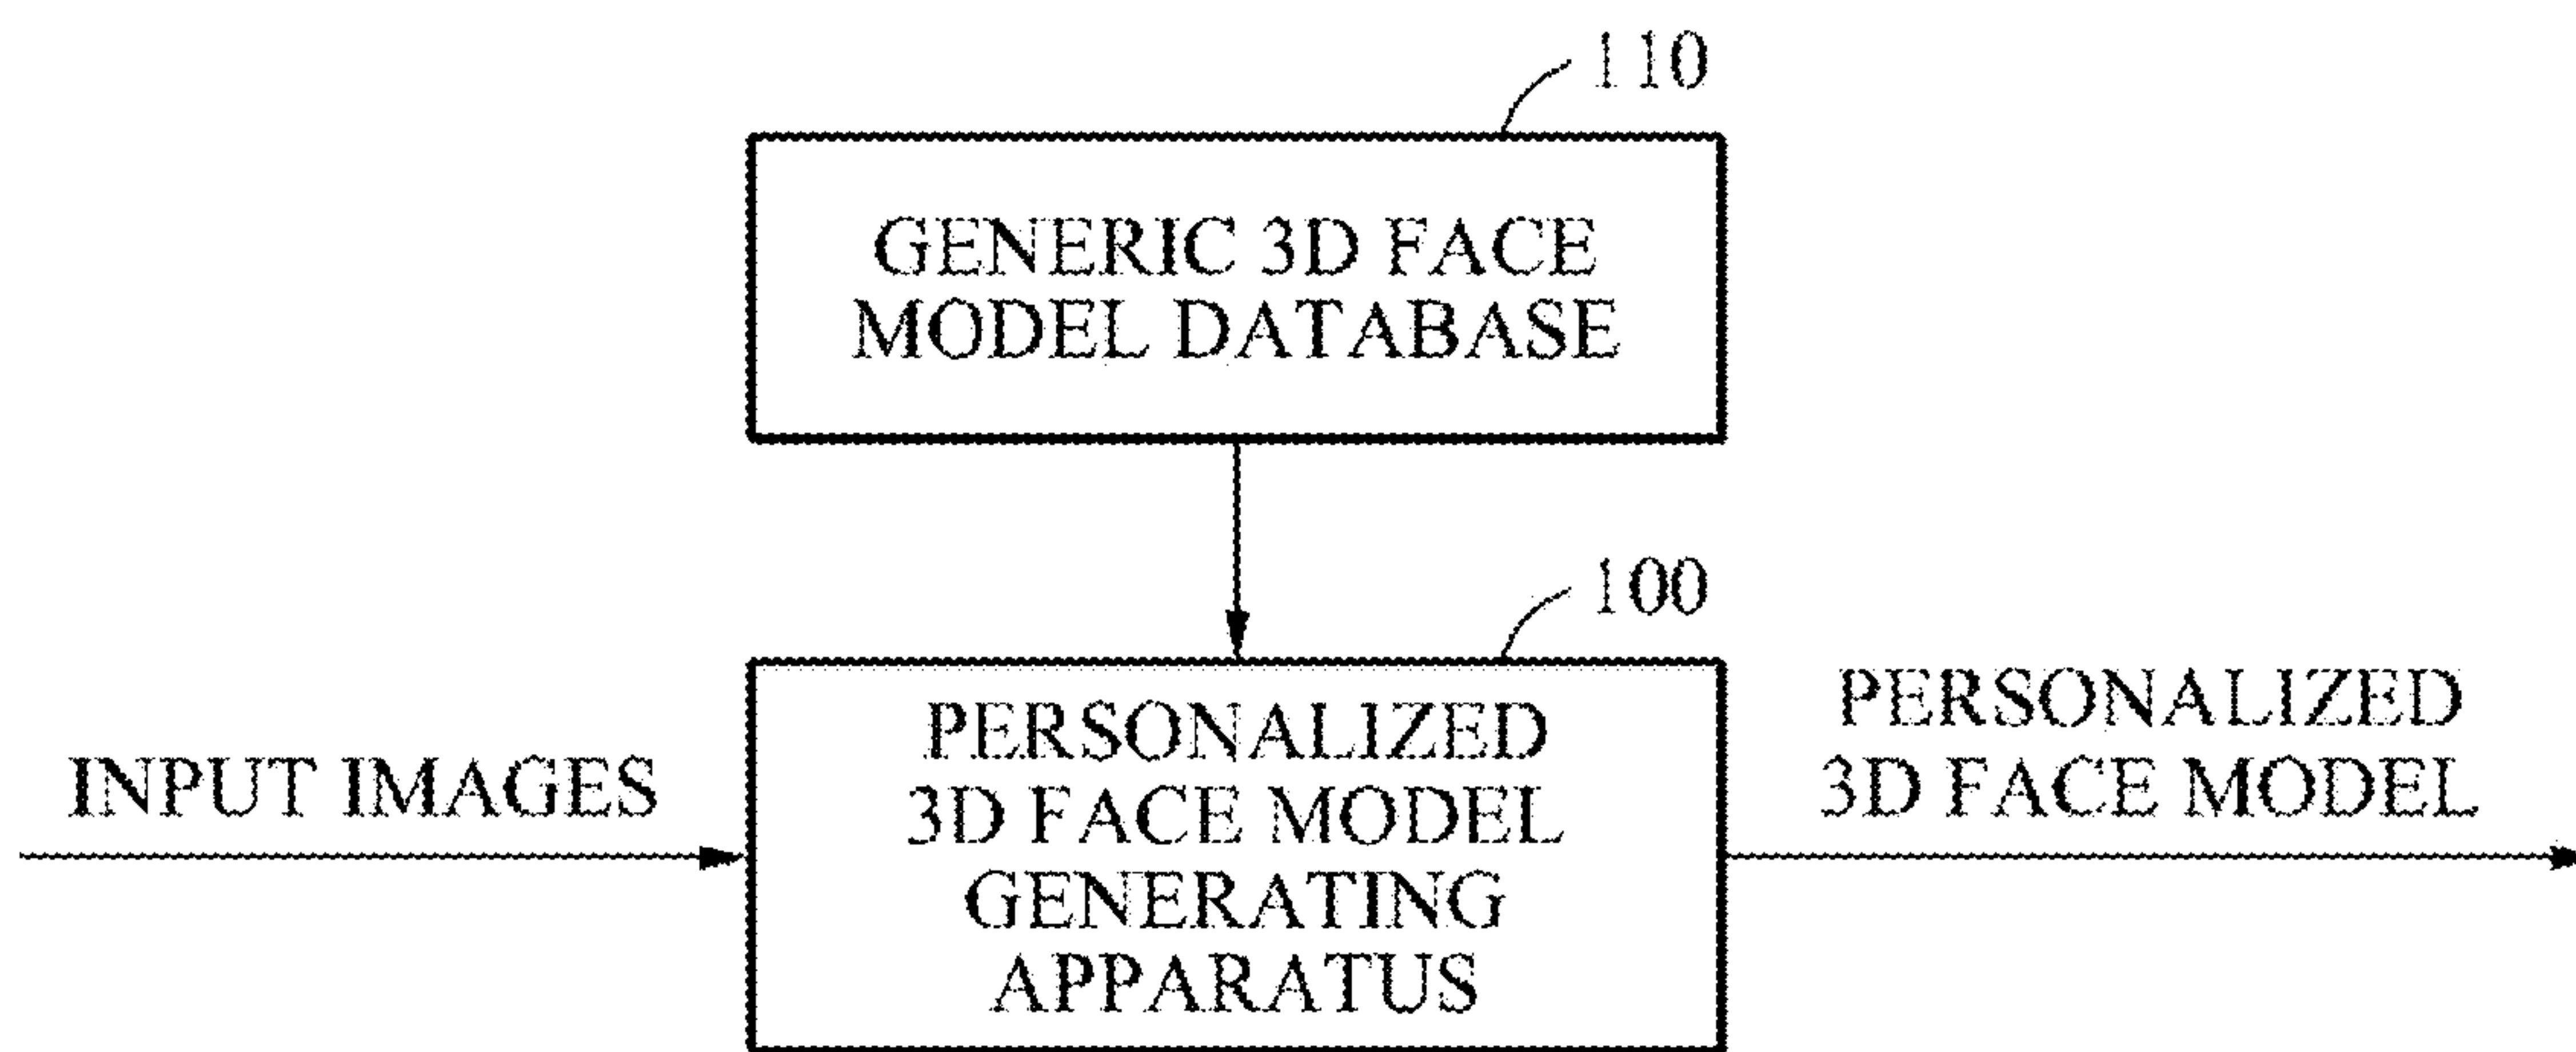 110
GENERIC 3D FACE
MODEL DATABASE
100
INPUT IMAGES
PERSONALIZED
3D FACE MODEL
GENERATING
APPARATUS
PERSONALIZED
3D FACE MODEL